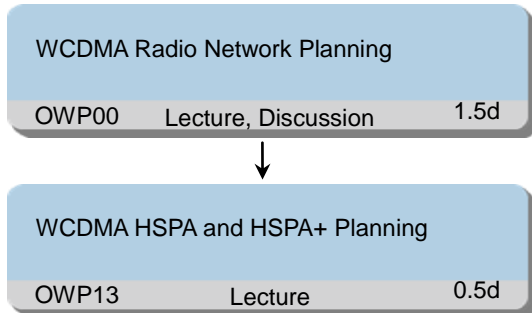 WCDMA Radio Network Planning
OWP00 Lecture, Discussion 1.5d
WCDMA HSPA and HSPA+ Planning
OWP13 Lecture 0.5d